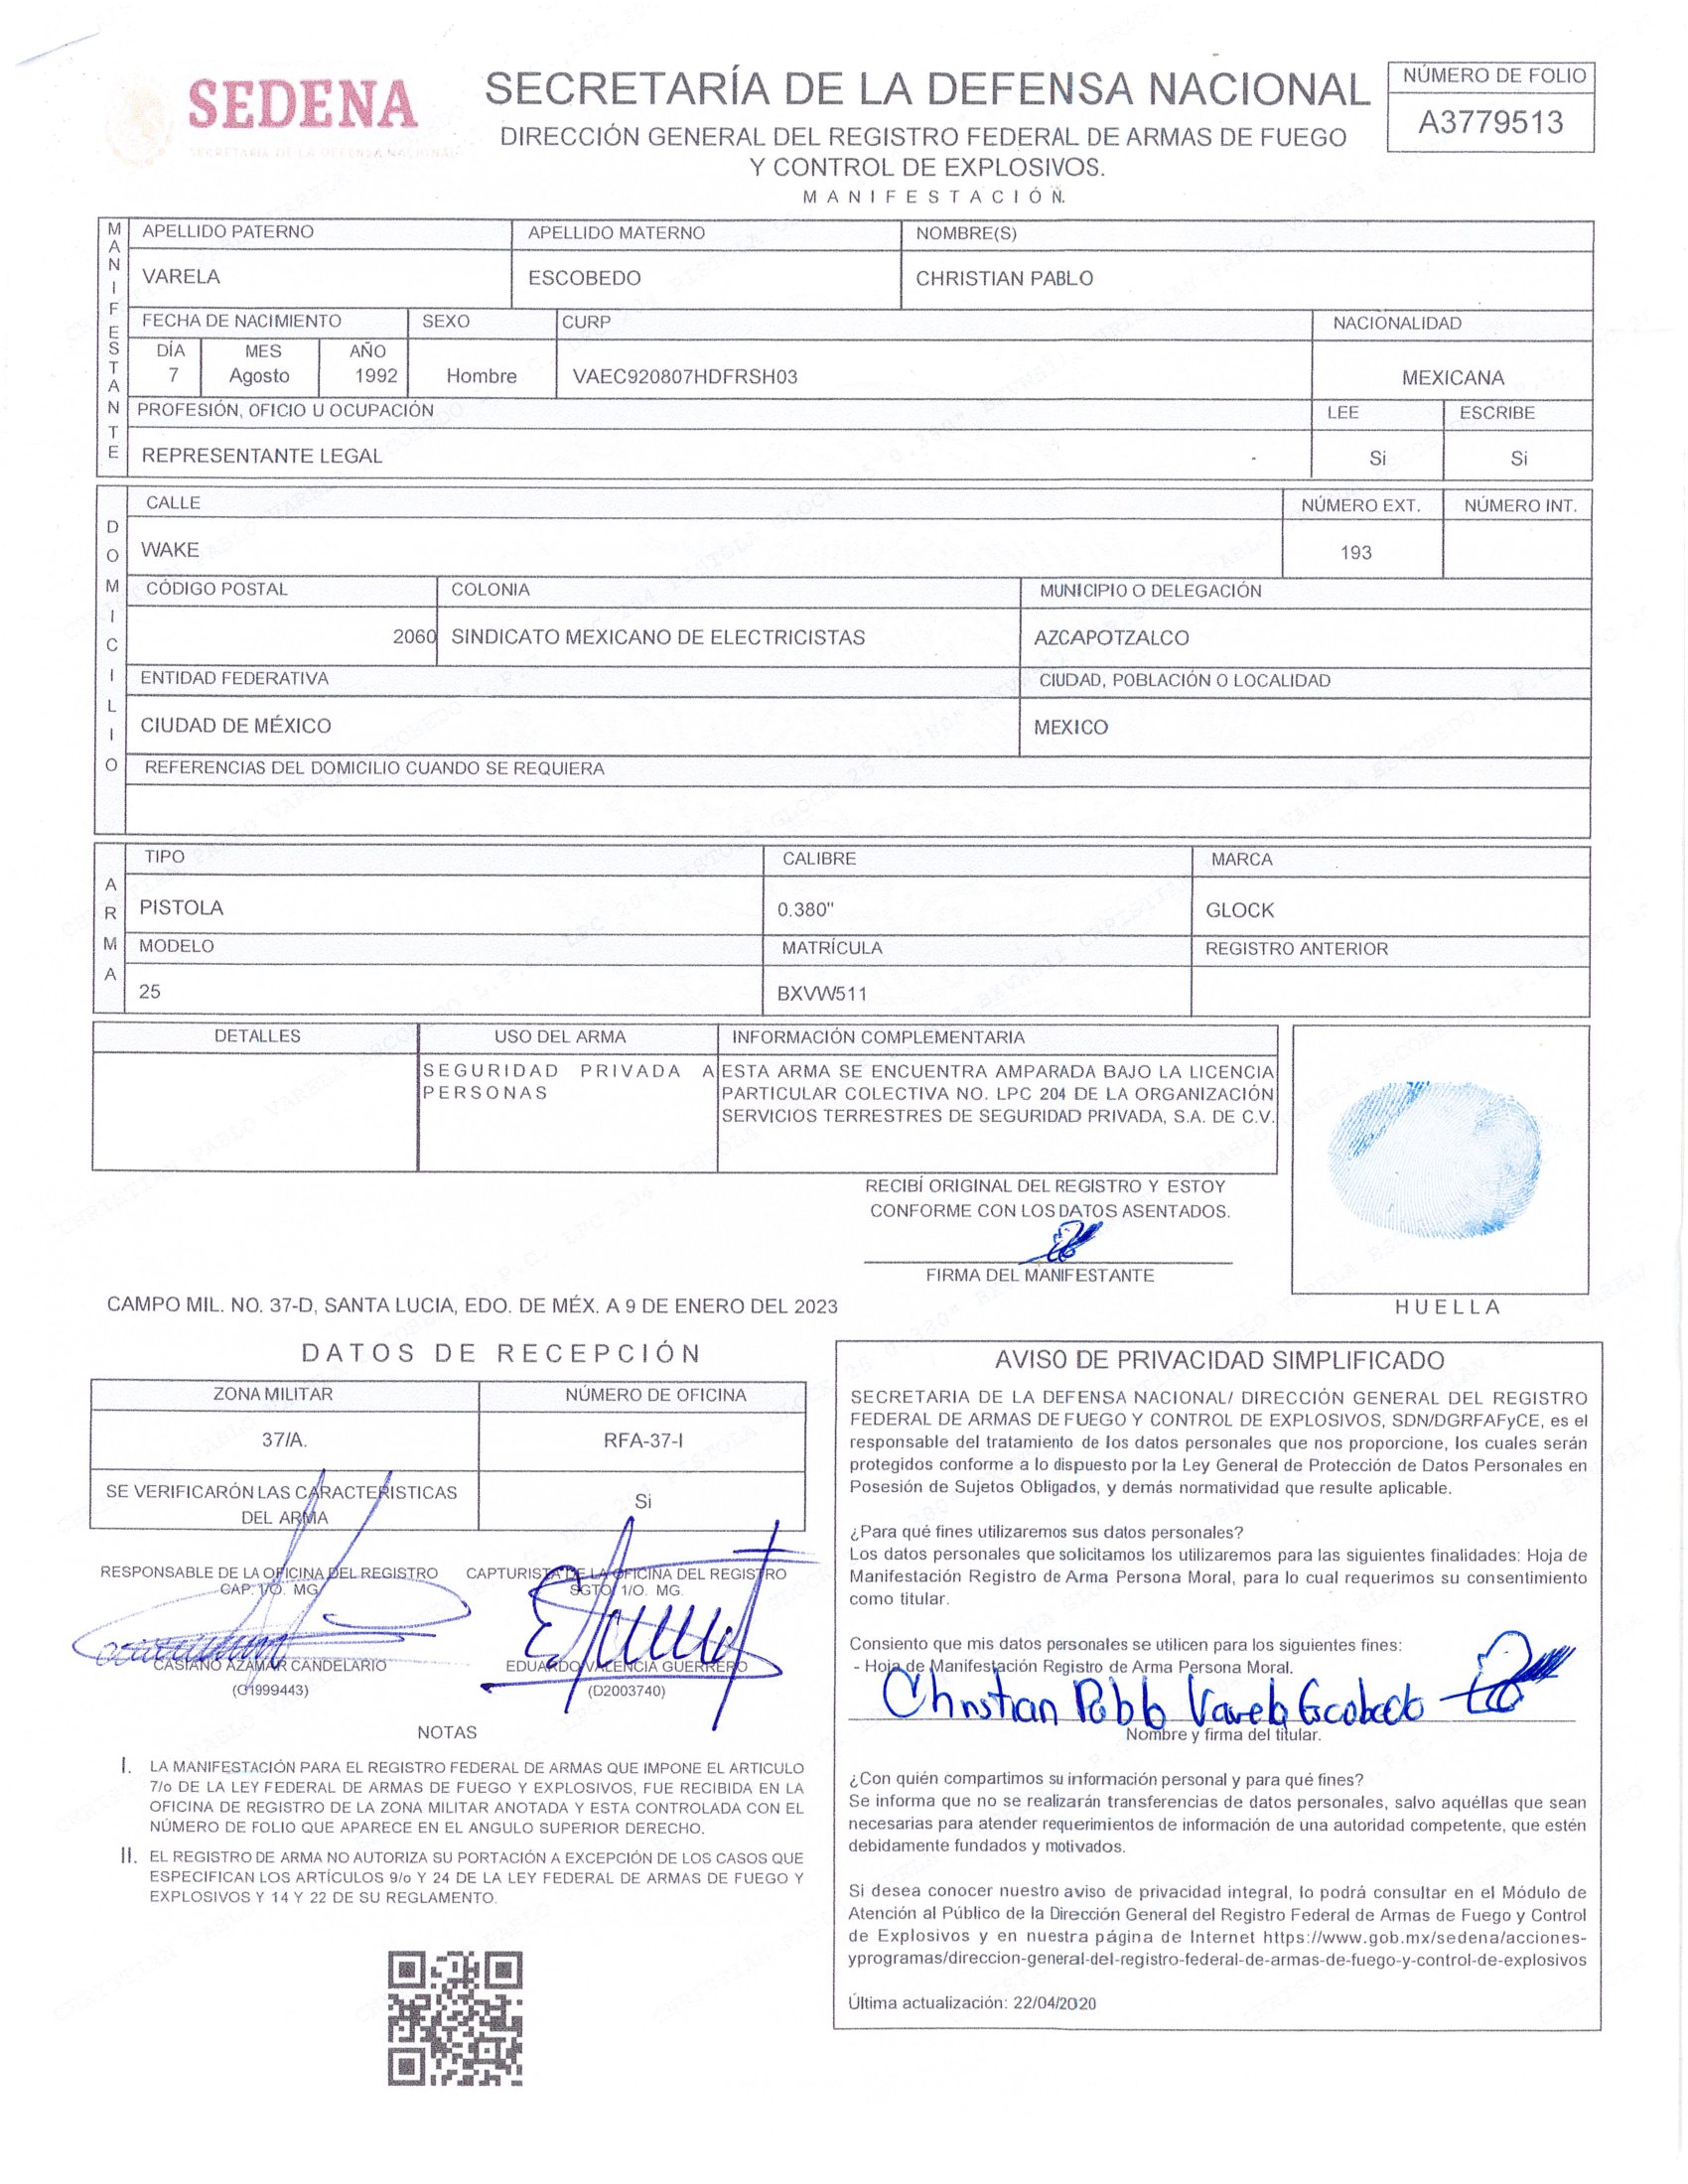 SEDENA
SECRETARÍA DE LA DEFENSA NACIONAL
SECRETARÍA DE LA DEFENSA NACIONAL
DIRECCIÓN GENERAL DEL REGISTRO FEDERAL DE ARMAS DE FUEGO
Y CONTROL DE EXPLOSIVOS.
MANIFESTACIÓN.
NÚMERO DE FOLIO
A3779513
MANIFESTANTE
APELLIDO PATERNO APELLIDO MATERNO NOMBRE(S)
VARELA ESCOBEDO CHRISTIAN PABLO
FECHA DE NACIMIENTO SEXO CURP NACIONALIDAD
DÍA MES AÑO
7 Agosto 1992 Hombre VAEC920807HDFRSH03 MEXICANA
PROFESIÓN, OFICIO U OCUPACIÓN LEE ESCRIBE
REPRESENTANTE LEGAL Si Si
DOMICILIO
CALLE NÚMERO EXT. NÚMERO INT.
WAKE 193
CÓDIGO POSTAL COLONIA MUNICIPIO O DELEGACIÓN
2060 SINDICATO MEXICANO DE ELECTRICISTAS AZCAPOTZALCO
ENTIDAD FEDERATIVA CIUDAD, POBLACIÓN O LOCALIDAD
CIUDAD DE MÉXICO MEXICO
REFERENCIAS DEL DOMICILIO CUANDO SE REQUIERA
ARMA
TIPO CALIBRE MARCA
PISTOLA 0.380" GLOCK
MODELO MATRÍCULA REGISTRO ANTERIOR
25 BXVW511
DETALLES USO DEL ARMA INFORMACIÓN COMPLEMENTARIA
SEGURIDAD PRIVADA A
PERSONAS
ESTA ARMA SE ENCUENTRA AMPARADA BAJO LA LICENCIA
PARTICULAR COLECTIVA NO. LPC 204 DE LA ORGANIZACIÓN
SERVICIOS TERRESTRES DE SEGURIDAD PRIVADA, S.A. DE C.V.
RECIBÍ ORIGINAL DEL REGISTRO Y ESTOY
CONFORME CON LOS DATOS ASENTADOS.
FIRMA DEL MANIFESTANTE
HUELLA
CAMPO MIL. NO. 37-D, SANTA LUCIA, EDO. DE MÉX. A 9 DE ENERO DEL 2023
DATOS DE RECEPCIÓN
ZONA MILITAR NÚMERO DE OFICINA
37/A. RFA-37-I
SE VERIFICARÓN LAS CARACTERISTICAS
DEL ARMA
Si
RESPONSABLE DE LA OFICINA DEL REGISTRO
CAP. 1/O. MG.
CASIANO AZAMAR CANDELARIO
(C1999443)
CAPTURISTA DE LA OFICINA DEL REGISTRO
SGTO. 1/O. MG.
EDUARDO VALENCIA GUERRERO
(D2003740)
NOTAS
I. LA MANIFESTACIÓN PARA EL REGISTRO FEDERAL DE ARMAS QUE IMPONE EL ARTICULO
7/o DE LA LEY FEDERAL DE ARMAS DE FUEGO Y EXPLOSIVOS, FUE RECIBIDA EN LA
OFICINA DE REGISTRO DE LA ZONA MILITAR ANOTADA Y ESTA CONTROLADA CON EL
NÚMERO DE FOLIO QUE APARECE EN EL ANGULO SUPERIOR DERECHO.
II. EL REGISTRO DE ARMA NO AUTORIZA SU PORTACIÓN A EXCEPCIÓN DE LOS CASOS QUE
ESPECIFICAN LOS ARTÍCULOS 9/o Y 24 DE LA LEY FEDERAL DE ARMAS DE FUEGO Y
EXPLOSIVOS Y 14 Y 22 DE SU REGLAMENTO.
AVISO DE PRIVACIDAD SIMPLIFICADO
SECRETARIA DE LA DEFENSA NACIONAL/ DIRECCIÓN GENERAL DEL REGISTRO
FEDERAL DE ARMAS DE FUEGO Y CONTROL DE EXPLOSIVOS, SDN/DGRFAFyCE, es el
responsable del tratamiento de los datos personales que nos proporcione, los cuales serán
protegidos conforme a lo dispuesto por la Ley General de Protección de Datos Personales en
Posesión de Sujetos Obligados, y demás normatividad que resulte aplicable.
¿Para qué fines utilizaremos sus datos personales?
Los datos personales que solicitamos los utilizaremos para las siguientes finalidades: Hoja de
Manifestación Registro de Arma Persona Moral, para lo cual requerimos su consentimiento
como titular.
Consiento que mis datos personales se utilicen para los siguientes fines:
- Hoja de Manifestación Registro de Arma Persona Moral.
Christian Pablo Varela Escobedo
Nombre y firma del titular.
¿Con quién compartimos su información personal y para qué fines?
Se informa que no se realizarán transferencias de datos personales, salvo aquéllas que sean
necesarias para atender requerimientos de información de una autoridad competente, que estén
debidamente fundados y motivados.
Si desea conocer nuestro aviso de privacidad integral, lo podrá consultar en el Módulo de
Atención al Público de la Dirección General del Registro Federal de Armas de Fuego y Control
de Explosivos y en nuestra página de Internet https://www.gob.mx/sedena/acciones-
yprogramas/direccion-general-del-registro-federal-de-armas-de-fuego-y-control-de-explosivos
Última actualización: 22/04/2020